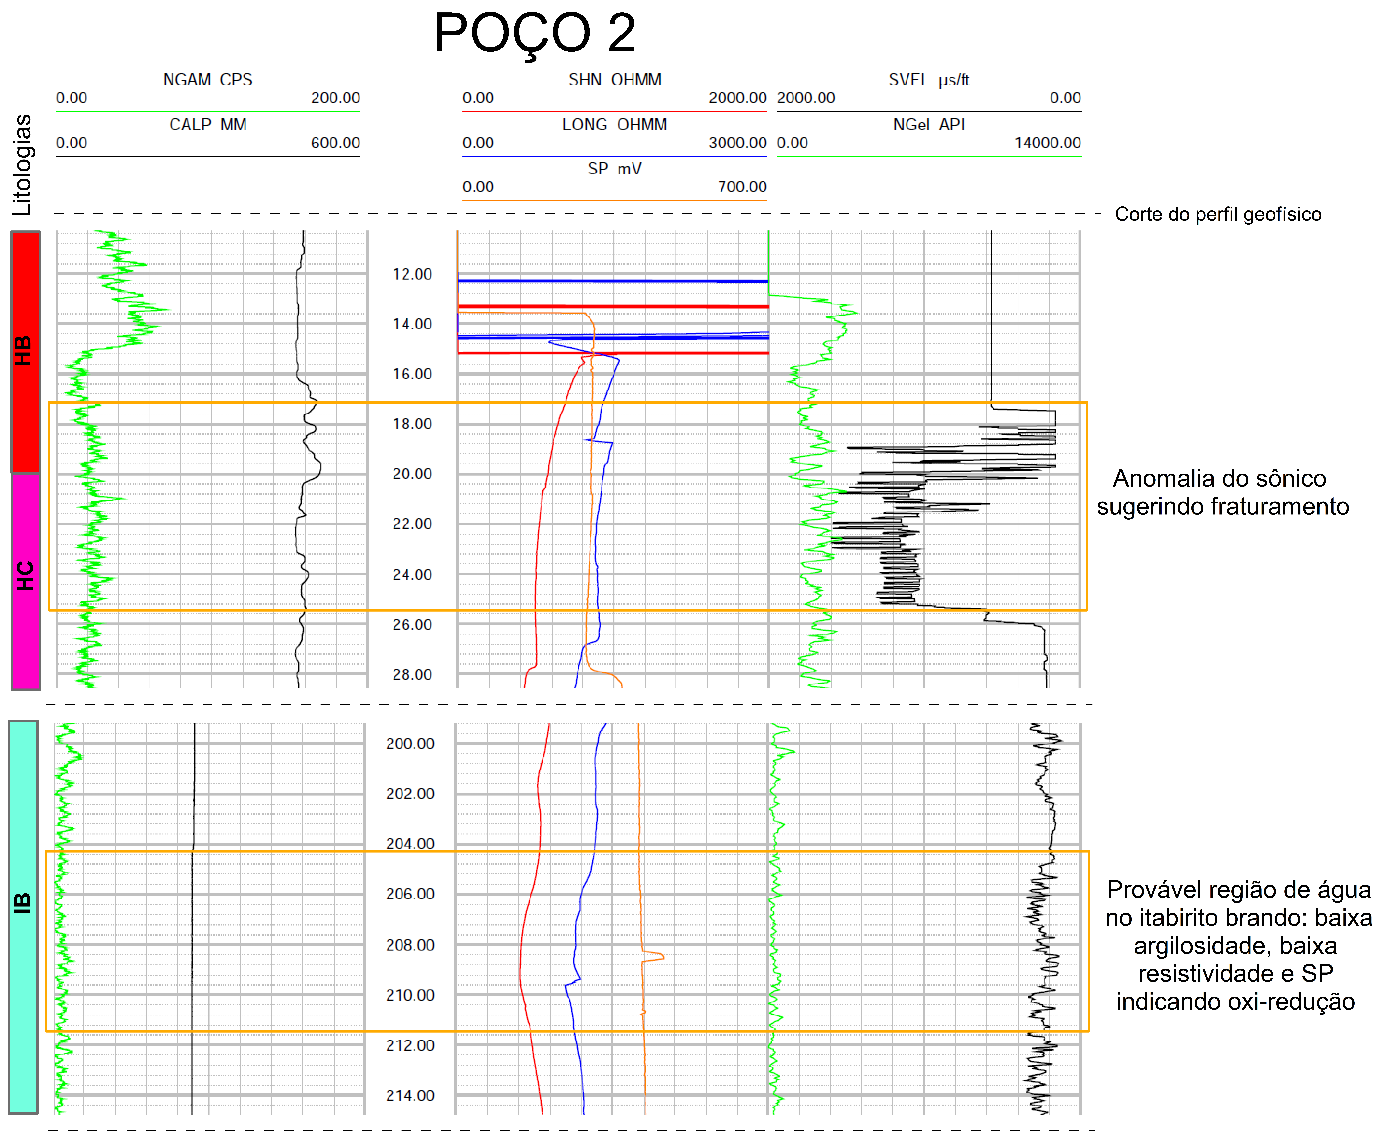 POÇO 2
NGAM CPS
0.00 200.00
CALP MM
0.00 600.00
SHN OHMM
0.00 2000.00
LONG OHMM
0.00 3000.00
SP mV
0.00 700.00
SVEL µs/ft
2000.00 0.00
NGel API
0.00 14000.00
Litologias
Corte do perfil geofísico
HB
HC
12.00
14.00
16.00
18.00
20.00
22.00
24.00
26.00
28.00
Anomalia do sônico
sugerindo fraturamento
IB
200.00
202.00
204.00
206.00
208.00
210.00
212.00
214.00
Provável região de água
no itabirito brando: baixa
argilosidade, baixa
resistividade e SP
indicando oxi-redução